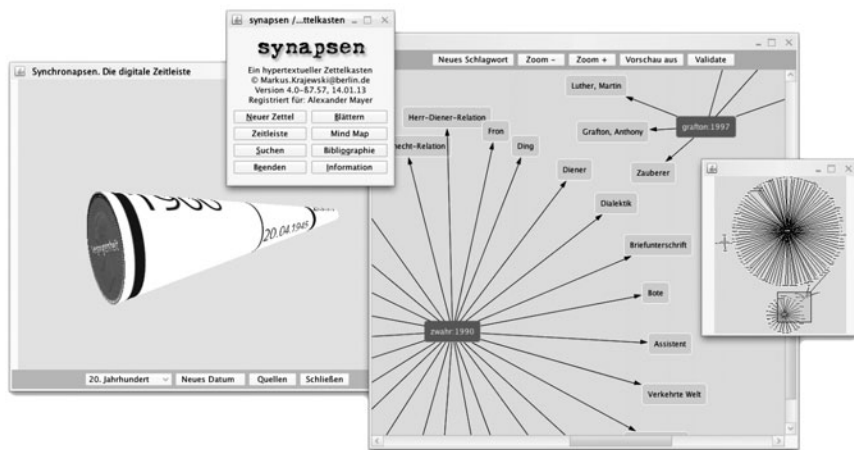 synapsen /...ttelkasten
synapsen
Ein hypertextueller Zettelkasten
© Markus.Krajewski@berlin.de
Version 4.0-ß7.57, 14.01.13
Registriert für: Alexander Mayer
Neuer Zettel
Blättern
Zeitleiste
Mind Map
Suchen
Bibliographie
Beenden
Information
Synchronapsen. Die digitale Zeitleiste
1900
20.04.1945
20. Jahrhundert
Neues Datum
Quellen
Schließen
Neues Schlagwort
Zoom -
Zoom +
Vorschau aus
Validate
Luther, Martin
grafton:1997
Grafton, Anthony
Zauberer
Herr-Diener-Relation
necht-Relation
Fron
Ding
Diener
Dialektik
Briefunterschrift
Bote
zwahr:1990
Assistent
Verkehrte Welt